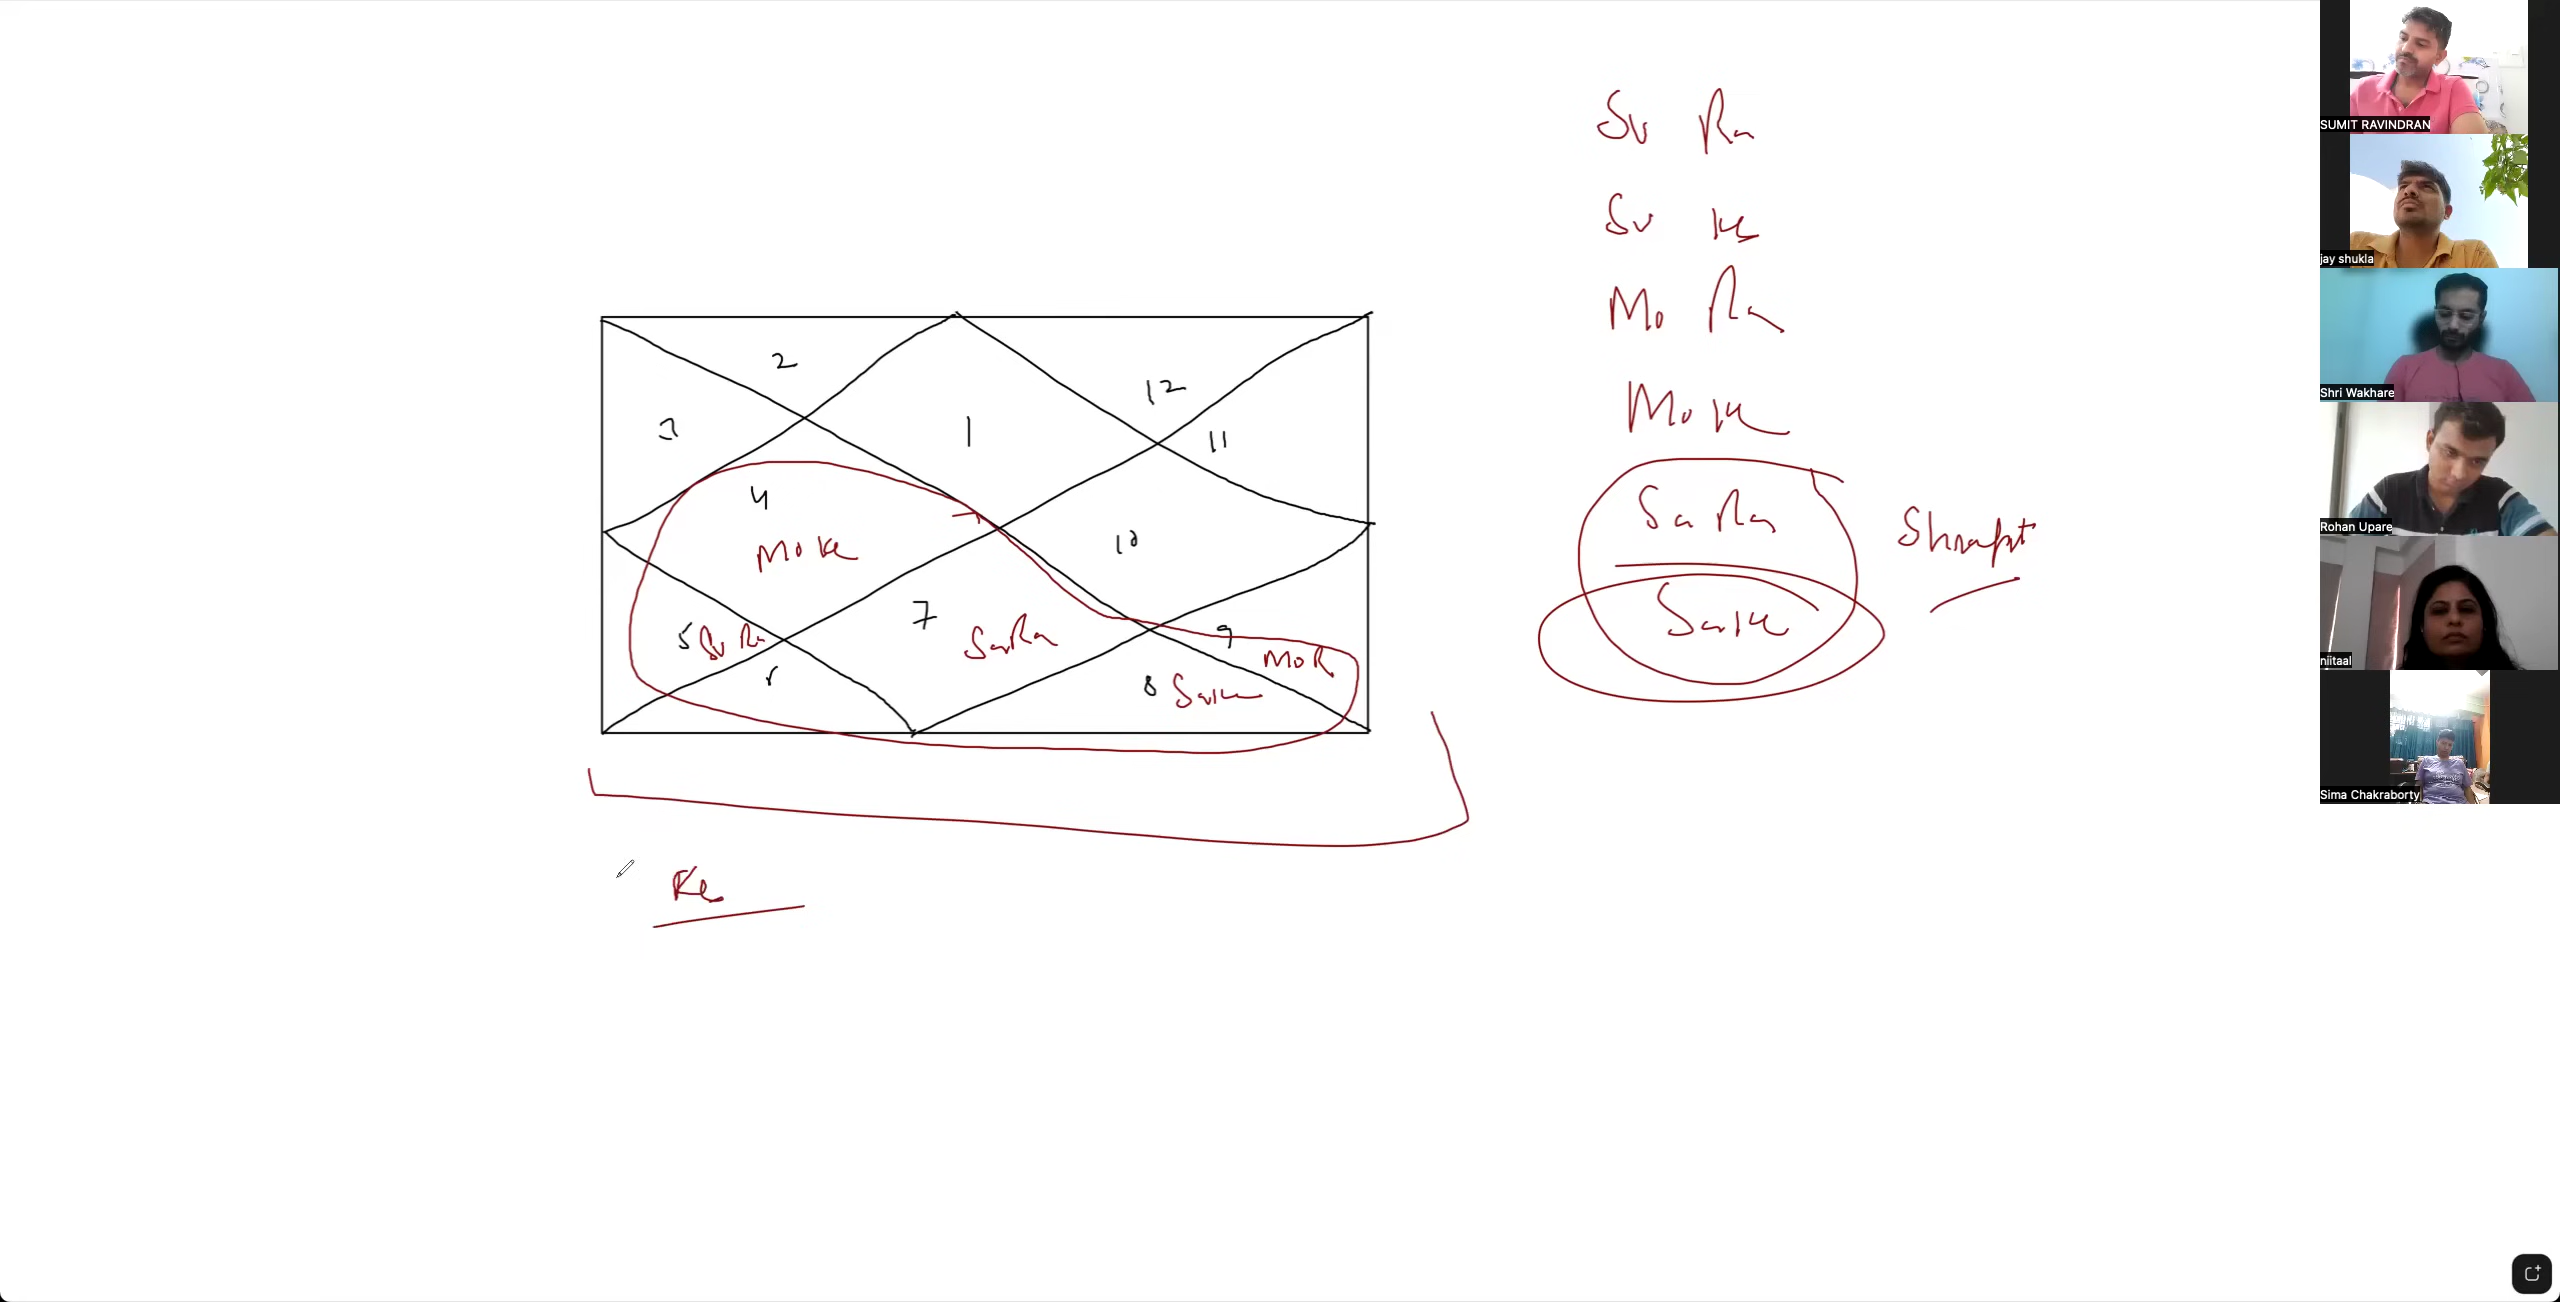 Su Ra
Su Ke
Mo Ra
Mo Ke
Sa Ra
Sa Ke
Shrapit
2
12
3
1
11
4
Mo Ke
10
5 Su Ra
7
Sa Ra
9
Mo R
6
8 Su Ke
Ke
SUMIT RAVINDRAN
jay shukla
Shri Wakhare
Rohan Upare
niitaal
Sima Chakraborty